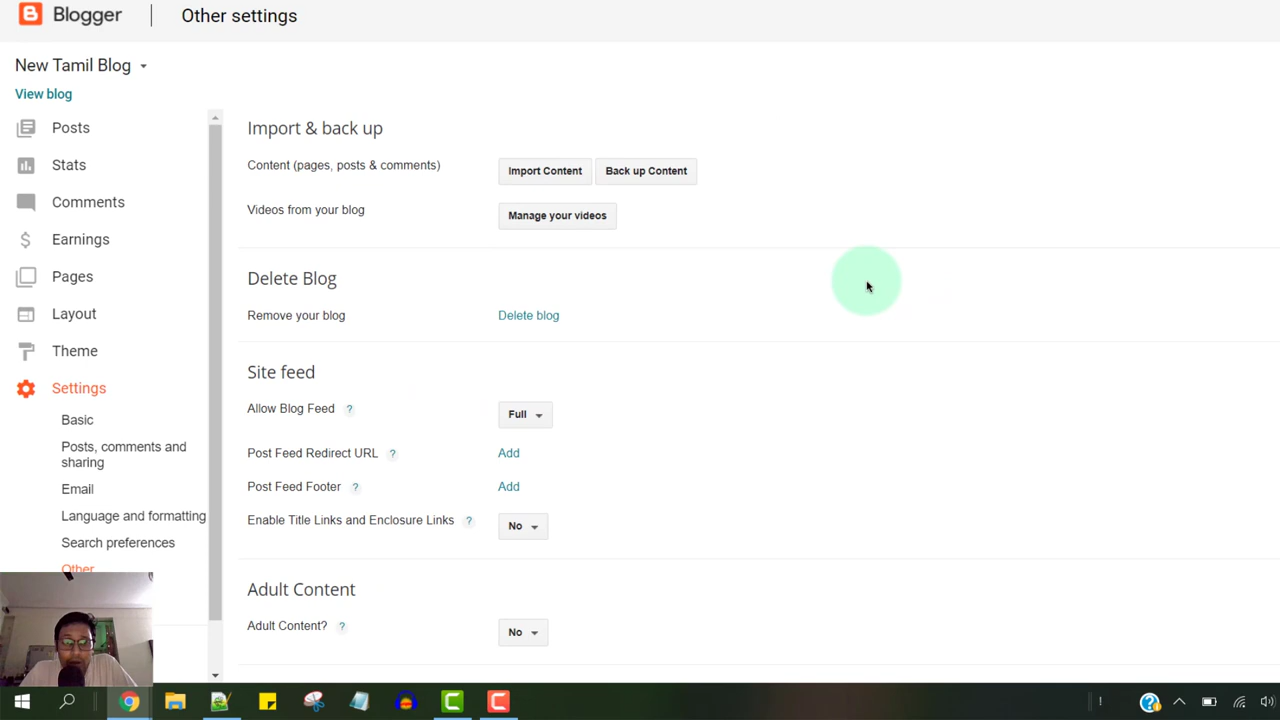 Blogger
Other settings
New Tamil Blog
View blog
Posts
Stats
Comments
Earnings
Pages
Layout
Theme
Settings
Basic
Posts, comments and
sharing
Email
Language and formatting
Search preferences
Other
Import & back up
Content (pages, posts & comments)
Import Content
Back up Content
Videos from your blog
Manage your videos
Delete Blog
Remove your blog
Delete blog
Site feed
Allow Blog Feed ?
Full
Post Feed Redirect URL ?
Add
Post Feed Footer ?
Add
Enable Title Links and Enclosure Links ?
No
Adult Content
Adult Content? ?
No